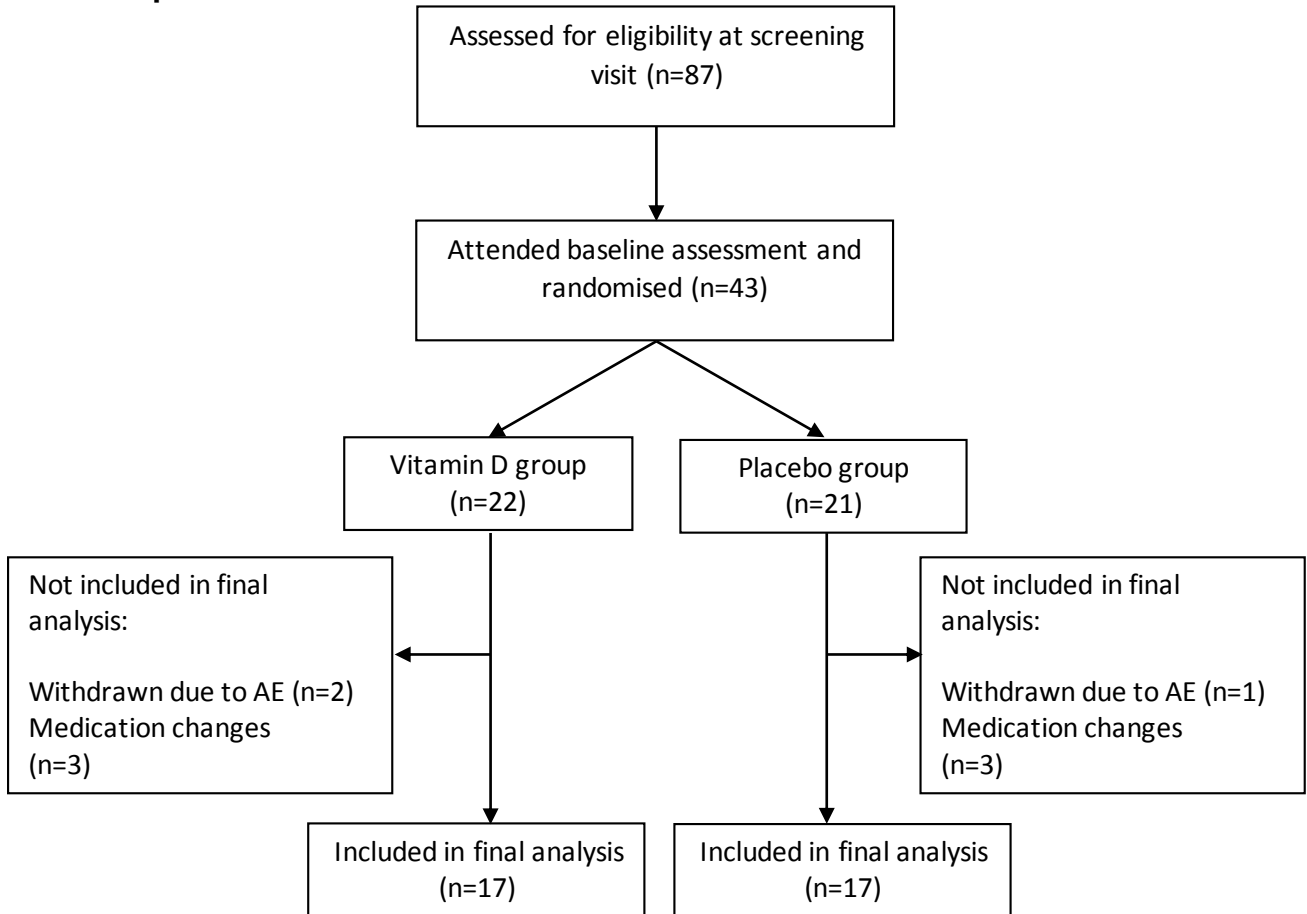 Assessed for eligibility at screening
visit (n=87)
Attended baseline assessment and
randomised (n=43)
Vitamin D group
(n=22)
Placebo group
(n=21)
Not included in final
analysis:
Withdrawn due to AE (n=2)
Medication changes
(n=3)
Not included in final
analysis:
Withdrawn due to AE (n=1)
Medication changes
(n=3)
Included in final analysis
(n=17)
Included in final analysis
(n=17)